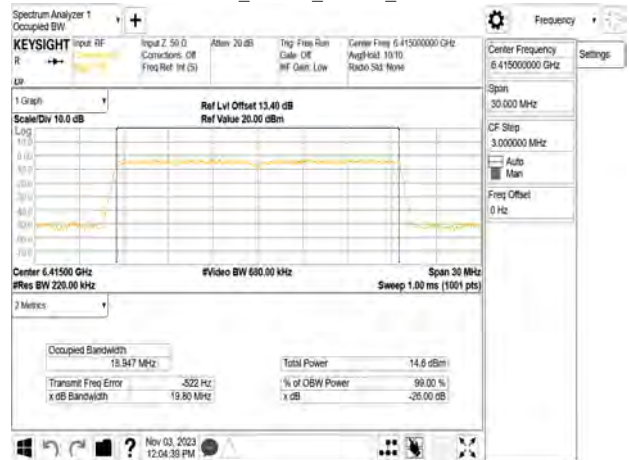 Spectrum Analyzer 1
Occupied BW
Frequency
KEYSIGHT
Input: RF
Input Z: 50 Ω
Corrections: Off
Freq Ref: Int (S)
Atten: 20 dB
Trig: Free Run
Gate: Off
#IF Gain: Low
Center Freq: 6.415000000 GHz
Avg|Hold: 10/10
Radio Std: None
R
Center Frequency
6.415000000 GHz
Settings
Span
30.000 MHz
CF Step
3.000000 MHz
Auto
Man
Freq Offset
0 Hz
1 Graph
Ref Lvl Offset 13.40 dB
Scale/Div 10.0 dB
Ref Value 20.00 dBm
Log
Center 6.41500 GHz
#Video BW 680.00 kHz
Span 30 MHz
#Res BW 220.00 kHz
Sweep 1.00 ms (1001 pts)
2 Metrics
Occupied Bandwidth
18.947 MHz
Total Power
14.6 dBm
Transmit Freq Error
-522 Hz
% of OBW Power
99.00 %
x dB Bandwidth
19.80 MHz
x dB
-26.00 dB
Nov 03, 2023
12:04:39 PM